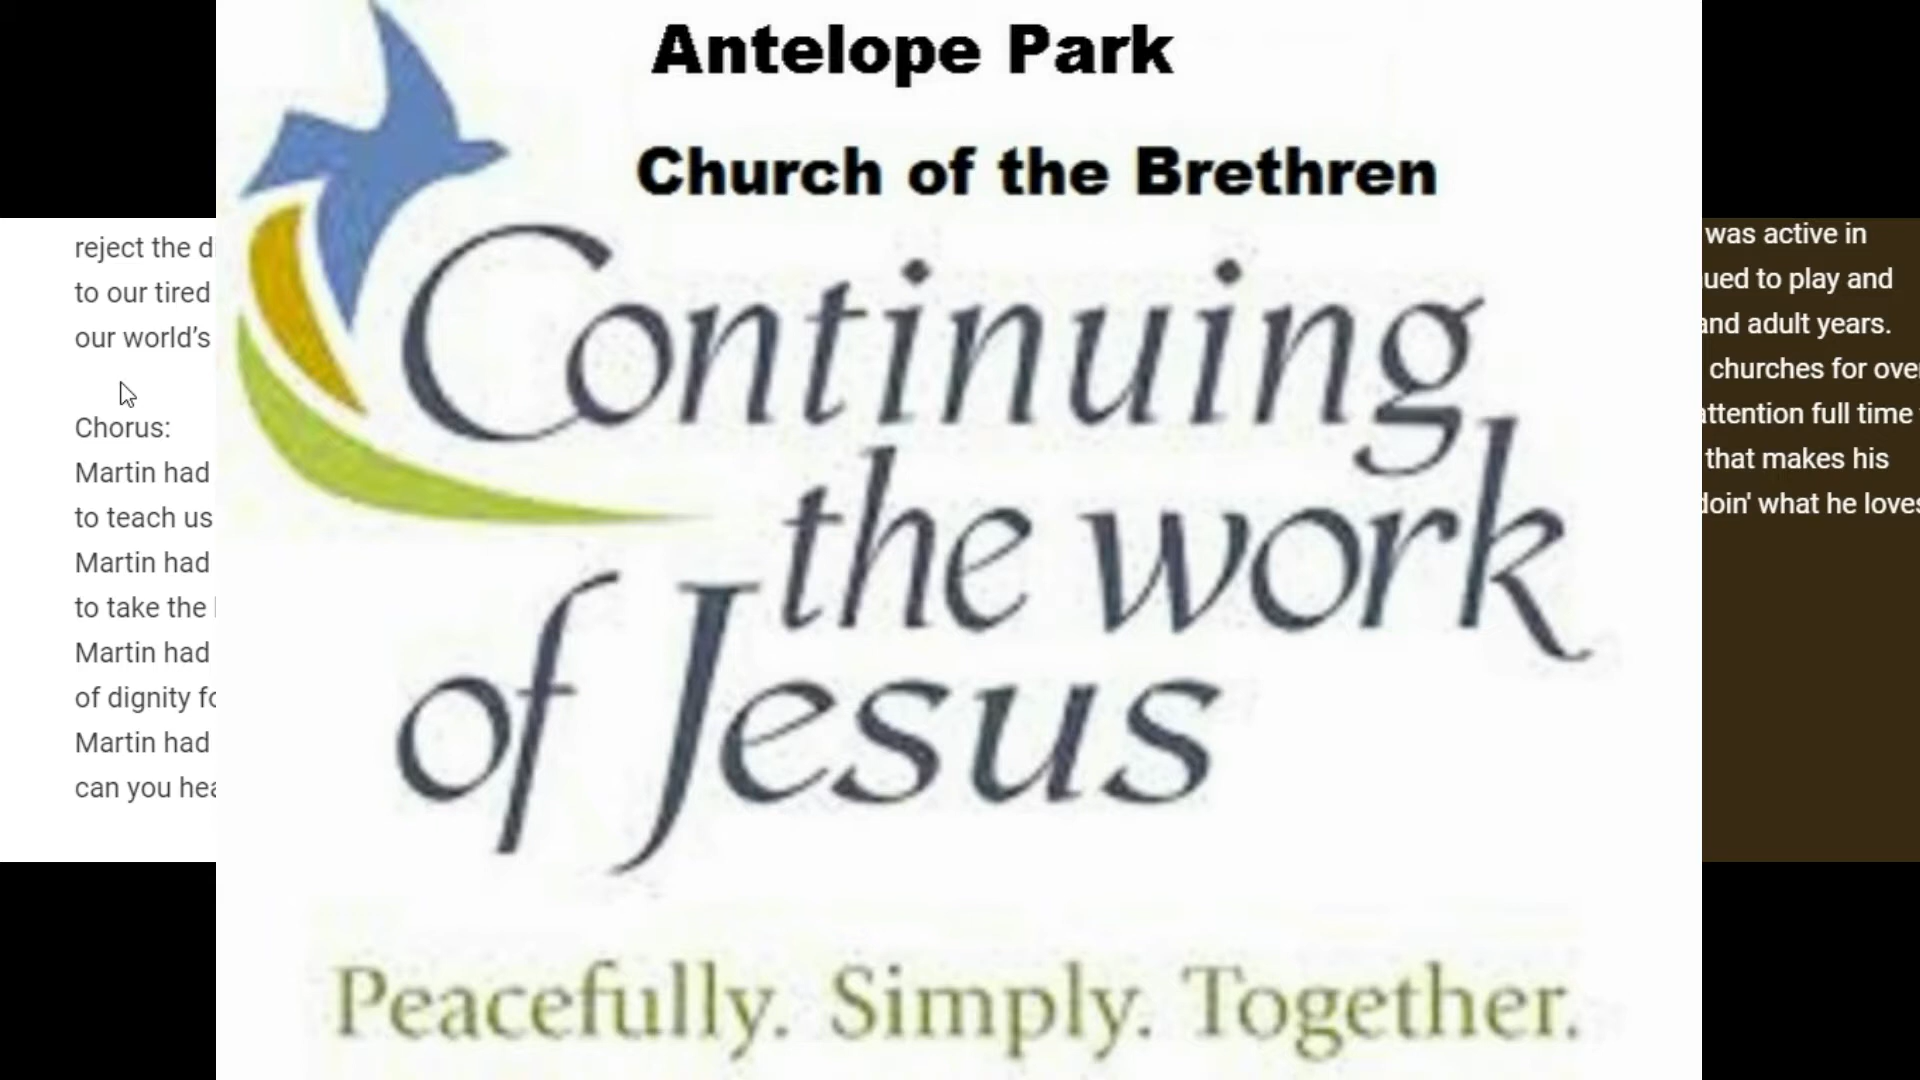 Antelope Park
Church of the Brethren
Continuing
the work
of Jesus
Peacefully. Simply. Together.
reject the
to our tired
our world’s
Chorus:
Martin had
to teach us
Martin had
to take the
Martin had
of dignity
Martin had
can you
was active in
to play and
and adult years.
churches for
attention full time
that makes his
doin' what he loves